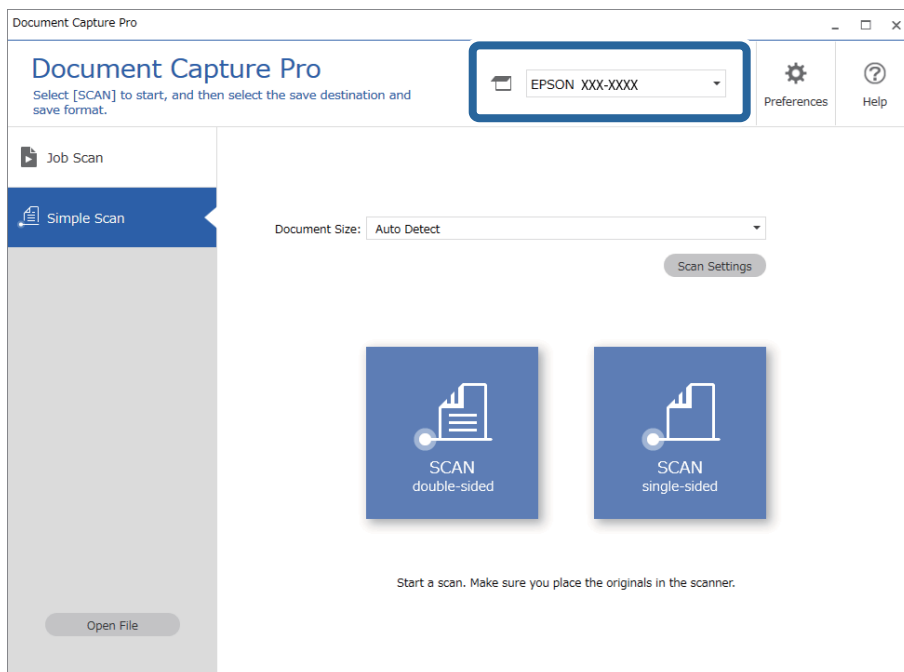 Document Capture Pro
Document Capture Pro
Select [SCAN] to start, and then select the save destination and
save format.
EPSON XXX-XXXX
Preferences
Help
Job Scan
Simple Scan
Document Size:
Auto Detect
Scan Settings
SCAN
double-sided
SCAN
single-sided
Start a scan. Make sure you place the originals in the scanner.
Open File